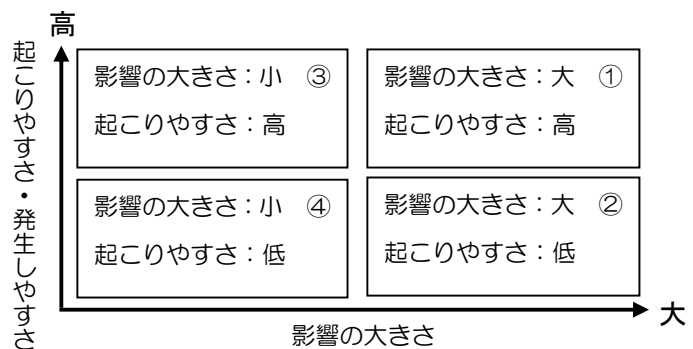 高
起こりやすさ・発生しやすさ
影響の大きさ：小 ③
起こりやすさ：高
影響の大きさ：大 ①
起こりやすさ：高
影響の大きさ：小 ④
起こりやすさ：低
影響の大きさ：大 ②
起こりやすさ：低
大
影響の大きさ